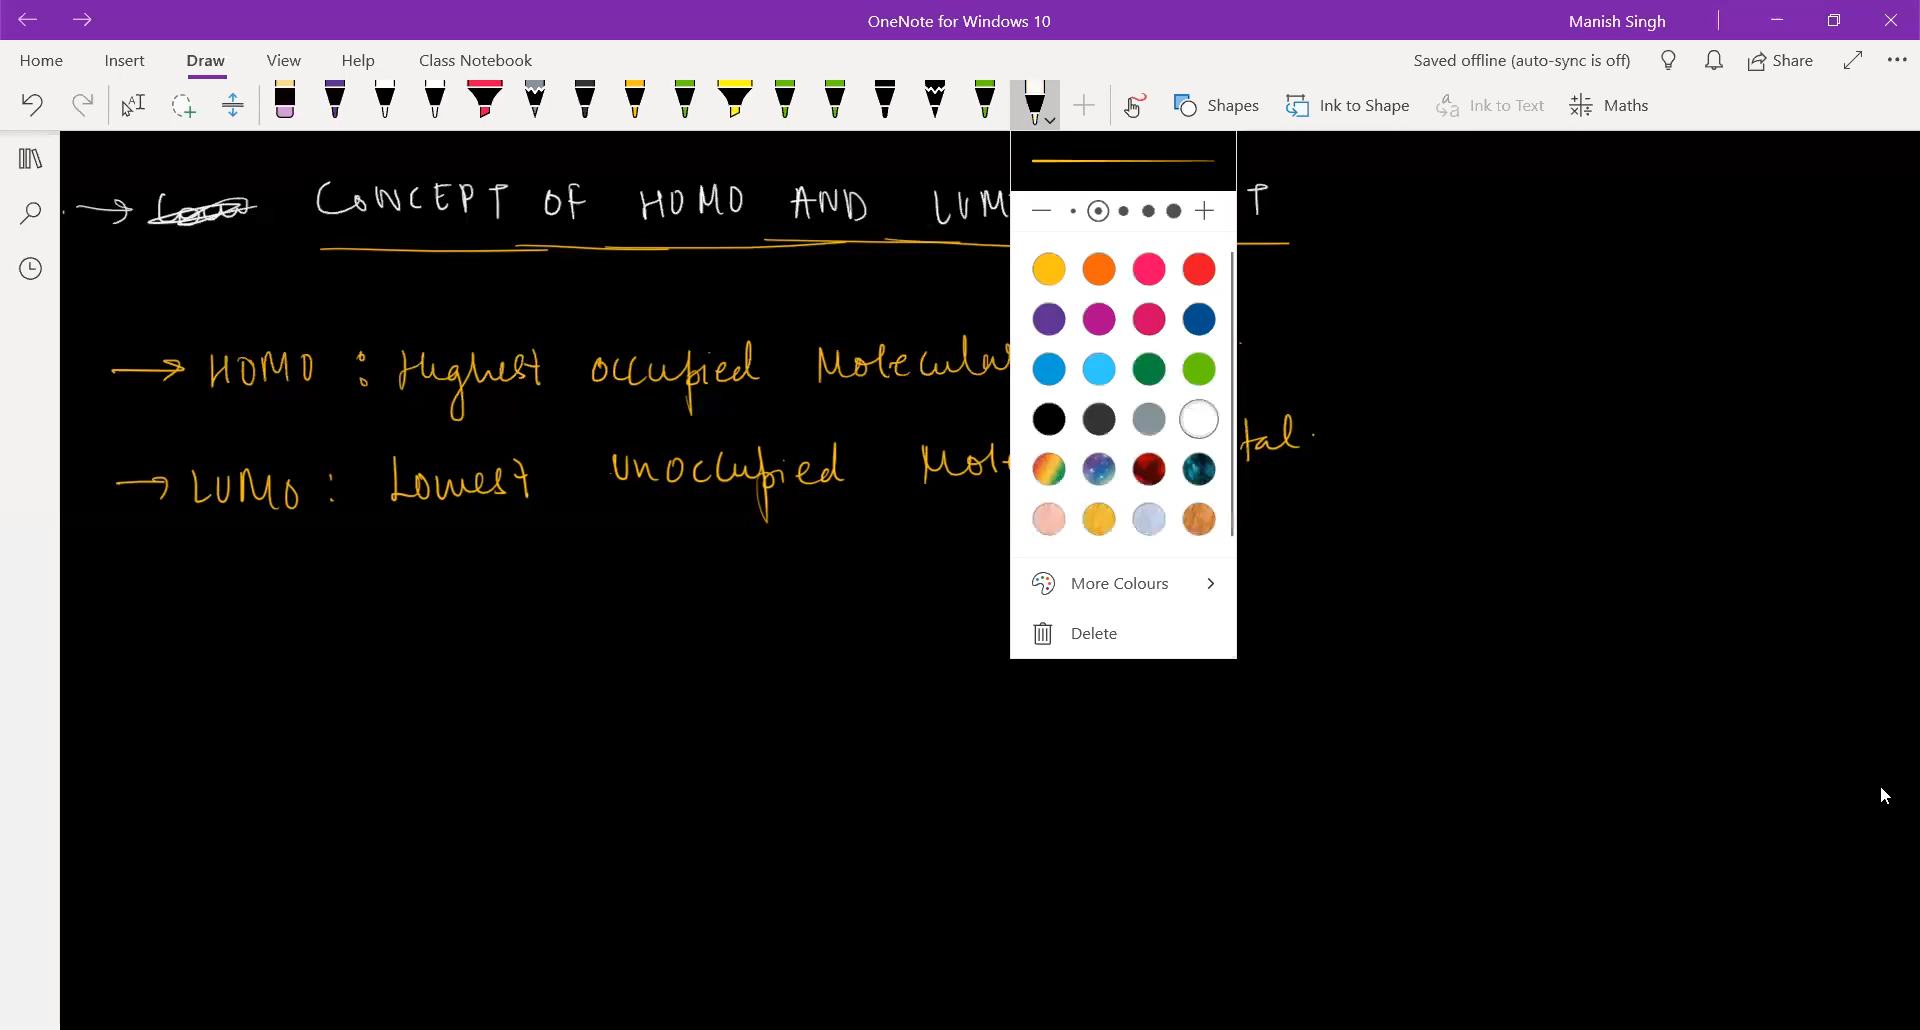 OneNote for Windows 10 Manish Singh
Home Insert Draw View Help Class Notebook Saved offline (auto-sync is off) Share
Shapes Ink to Shape Ink to Text Maths
→ CONCEPT OF HOMO AND LUM T
→ HOMO : Highest occupied Molecular
→ LUMO : Lowest unoccupied Mole tal.
More Colours
Delete